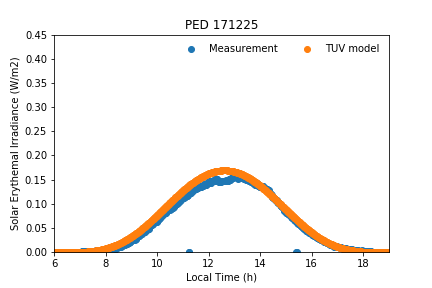 PED 171225
Measurement TUV model
Solar Erythemal Irradiance (W/m2)
0.45
0.40
0.35
0.30
0.25
0.20
0.15
0.10
0.05
0.00
6 8 10 12 14 16 18
Local Time (h)